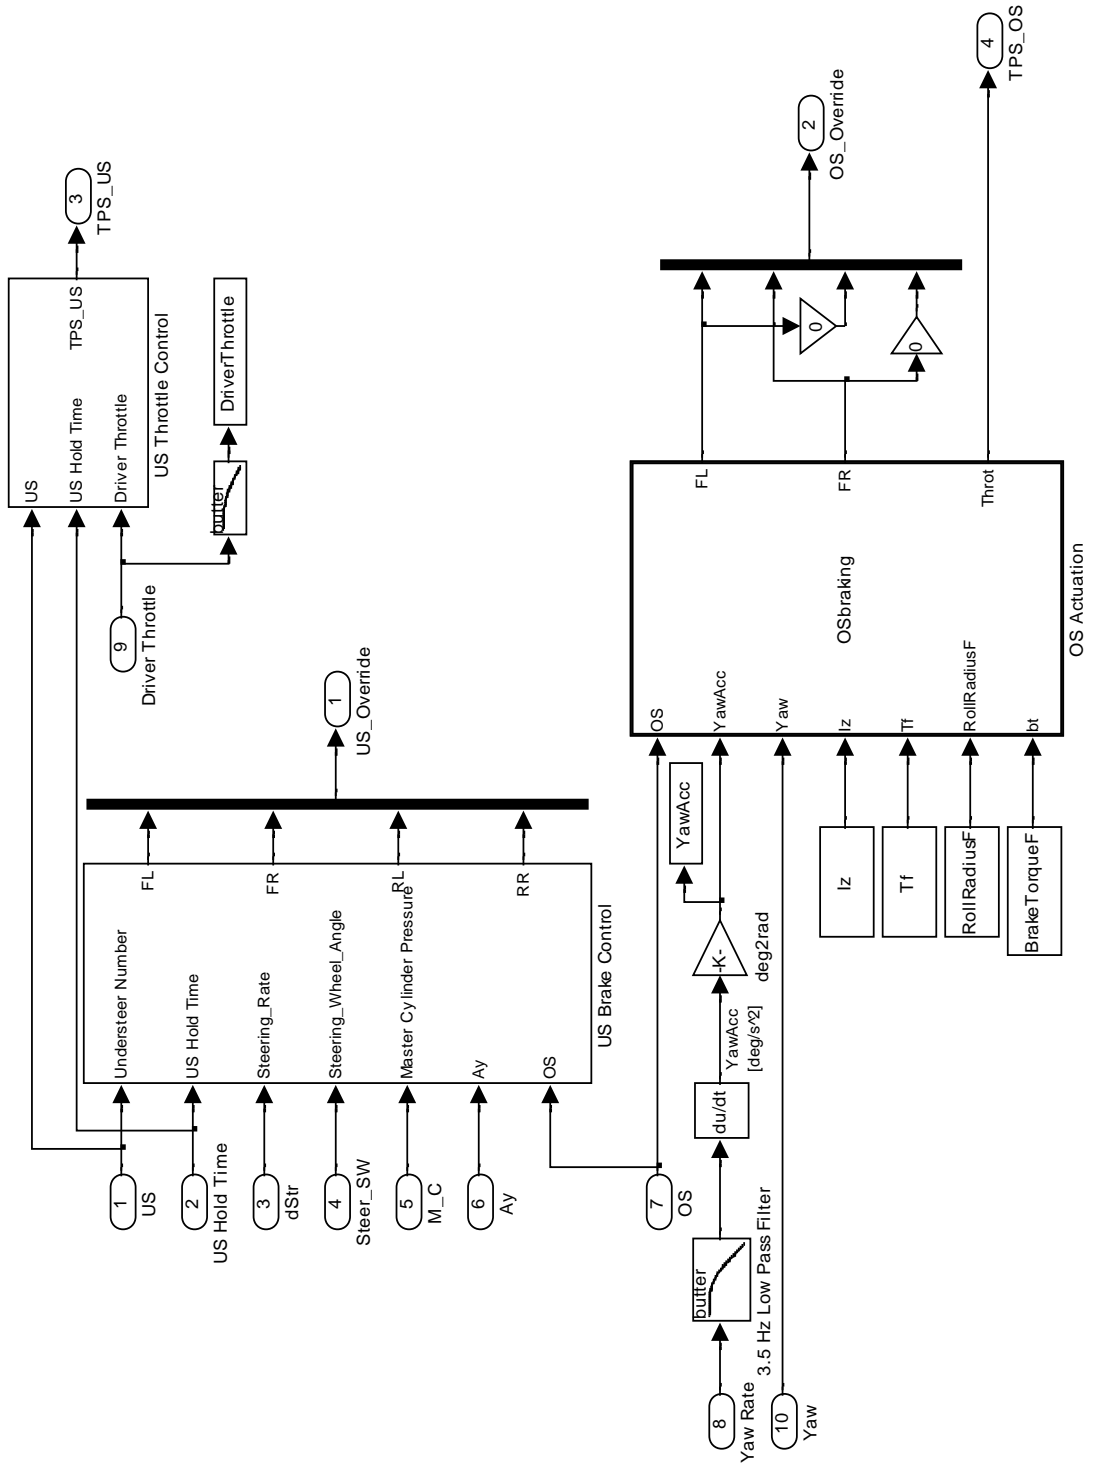 US
US Hold Time
Driver Throttle
TPS_US
US Throttle Control
3
TPS_US
9
Driver Throttle
butter
DriverThrottle
1
US
2
US Hold Time
3
dStr
4
Steer_SW
5
M_C
6
Ay
Understeer Number
US Hold Time
Steering_Rate
Steering_Wheel_Angle
Master Cylinder Pressure
Ay
OS
FL
FR
RL
RR
US Brake Control
1
US_Override
7
OS
8
Yaw Rate
butter
3.5 Hz Low Pass Filter
du/dt
YawAcc
[deg/s^2]
-K-
deg2rad
YawAcc
10
Yaw
Iz
Tf
RollRadiusF
BrakeTorqueF
OS
YawAcc
Yaw
Iz
Tf
RollRadiusF
bt
OSbraking
FL
FR
Throt
OS Actuation
0
0
2
OS_Override
4
TPS_OS